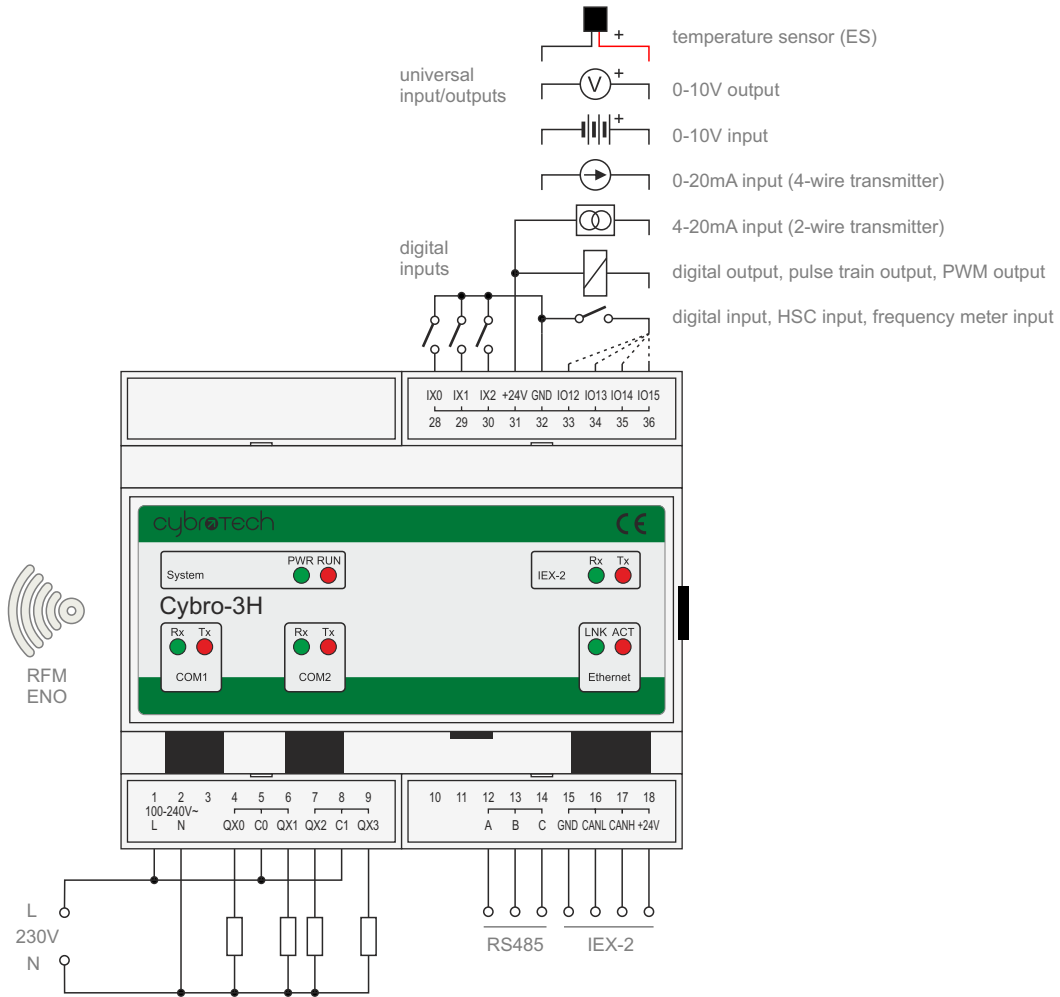 temperature sensor (ES)
+
universal
input/outputs
V
+
0-10V output
+
0-10V input
0-20mA input (4-wire transmitter)
4-20mA input (2-wire transmitter)
digital
inputs
digital output, pulse train output, PWM output
digital input, HSC input, frequency meter input
IX0 IX1 IX2 +24V GND IO12 IO13 IO14 IO15
28 29 30 31 32 33 34 35 36
cybrotech
CE
PWR RUN
System
Rx Tx
IEX-2
Cybro-3H
Rx Tx
COM1
Rx Tx
COM2
LNK ACT
Ethernet
RFM
ENO
1 2 3 4 5 6 7 8 9
100-240V~
L N QX0 C0 QX1 QX2 C1 QX3
10 11 12 13 14 15 16 17 18
A B C GND CANL CANH +24V
L
230V
N
RS485
IEX-2